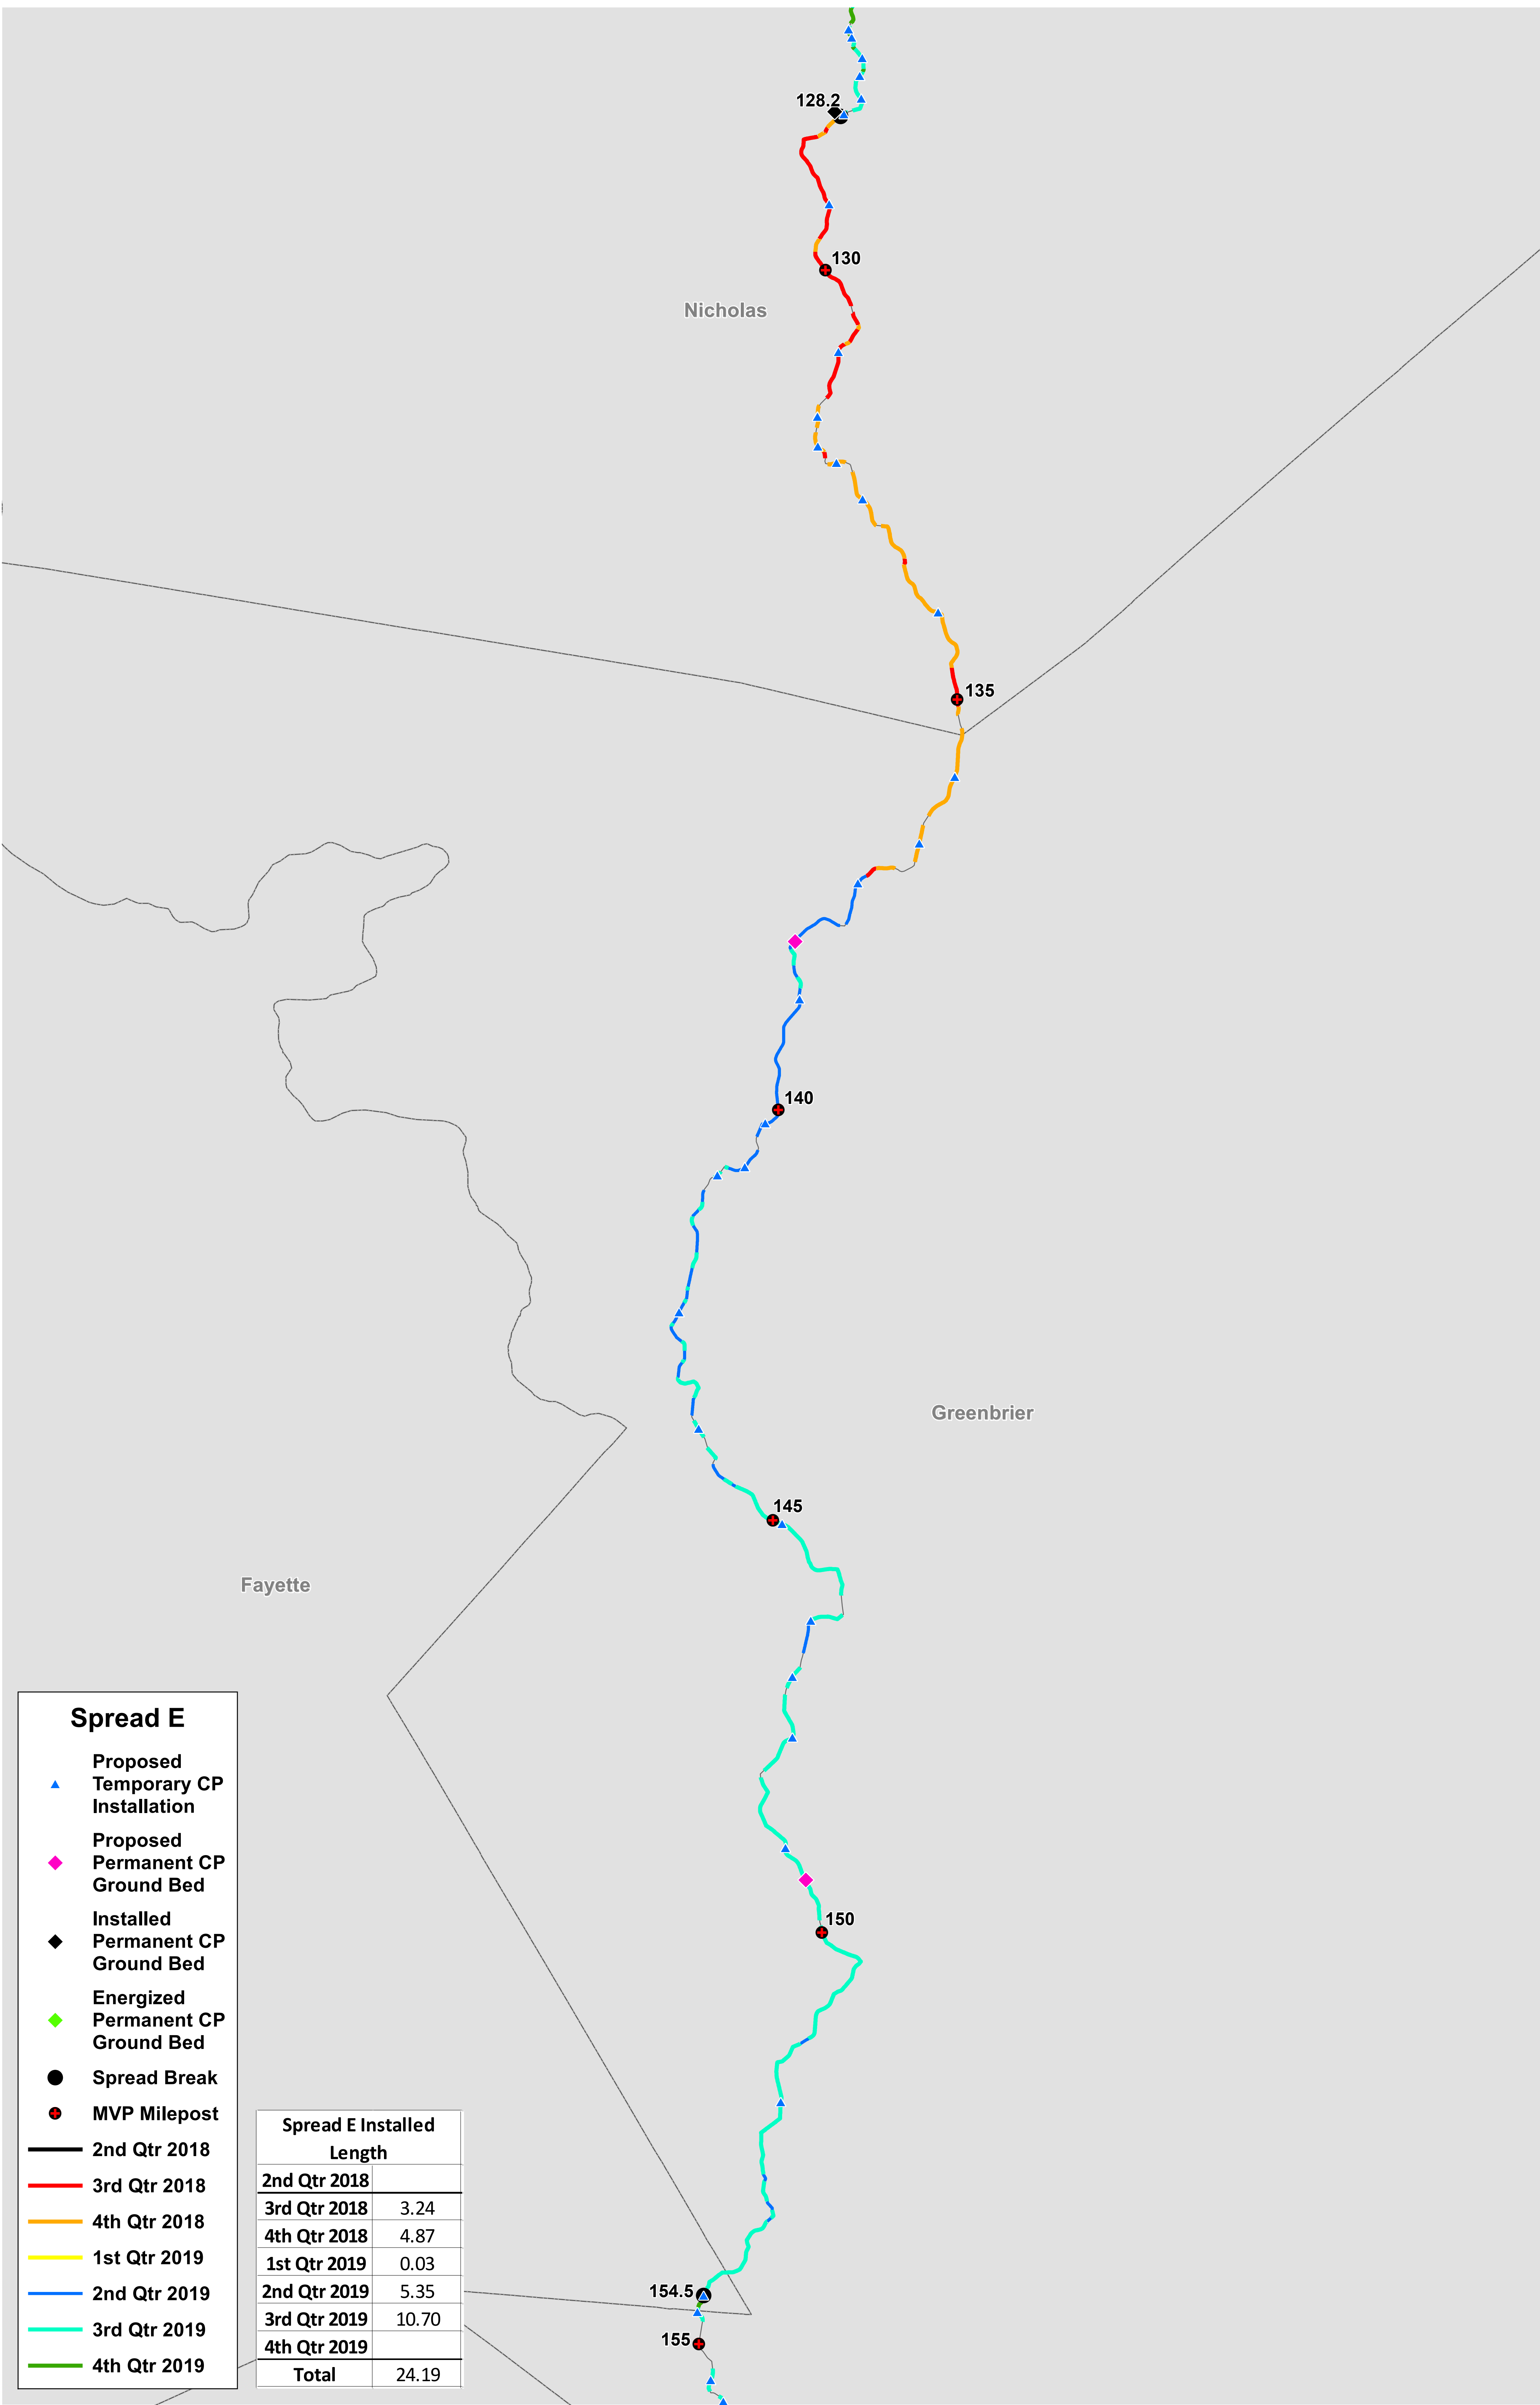 128.2
130
Nicholas
135
140
Greenbrier
145
Fayette
150
154.5
155
Spread E
Proposed
Temporary CP
Installation
Proposed
Permanent CP
Ground Bed
Installed
Permanent CP
Ground Bed
Energized
Permanent CP
Ground Bed
Spread Break
MVP Milepost
2nd Qtr 2018
3rd Qtr 2018
4th Qtr 2018
1st Qtr 2019
2nd Qtr 2019
3rd Qtr 2019
4th Qtr 2019
Spread E Installed
Length
2nd Qtr 2018
3rd Qtr 2018 3.24
4th Qtr 2018 4.87
1st Qtr 2019 0.03
2nd Qtr 2019 5.35
3rd Qtr 2019 10.70
4th Qtr 2019
Total 24.19